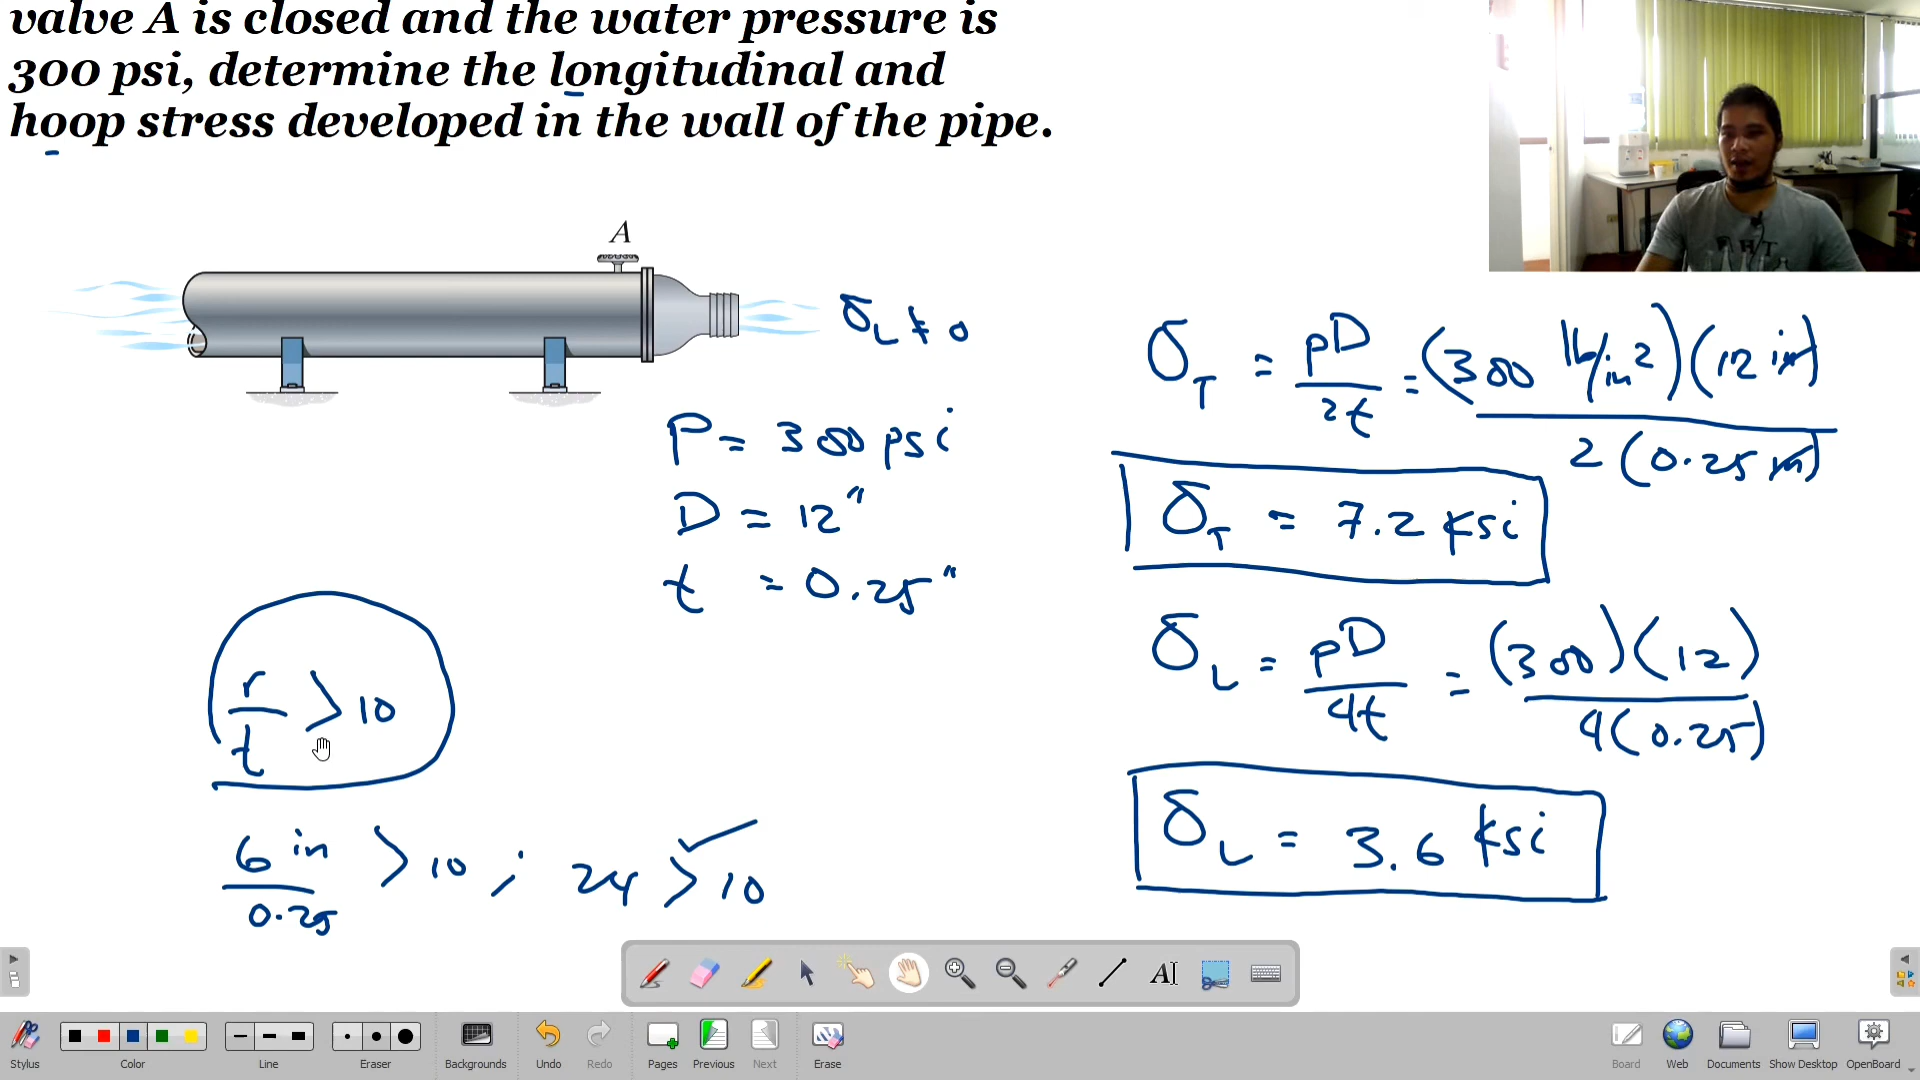 valve A is closed and the water pressure is
300 psi, determine the longitudinal and
hoop stress developed in the wall of the pipe.
A
σL ≠ 0
P = 300 psi
D = 12"
t = 0.25"
r/t > 10
6 in/0.25 > 10 ; 24 > 10 ✓
σT = pD/2t = (300 lb/in²)(12 in)/2(0.25 in)
σT = 7.2 ksi
σL = pD/4t = (300)(12)/4(0.25)
σL = 3.6 ksi
Stylus
Color
Line
Eraser
Backgrounds
Undo
Redo
Pages
Previous
Next
Erase
Board
Web
Documents
Show Desktop
OpenBoard